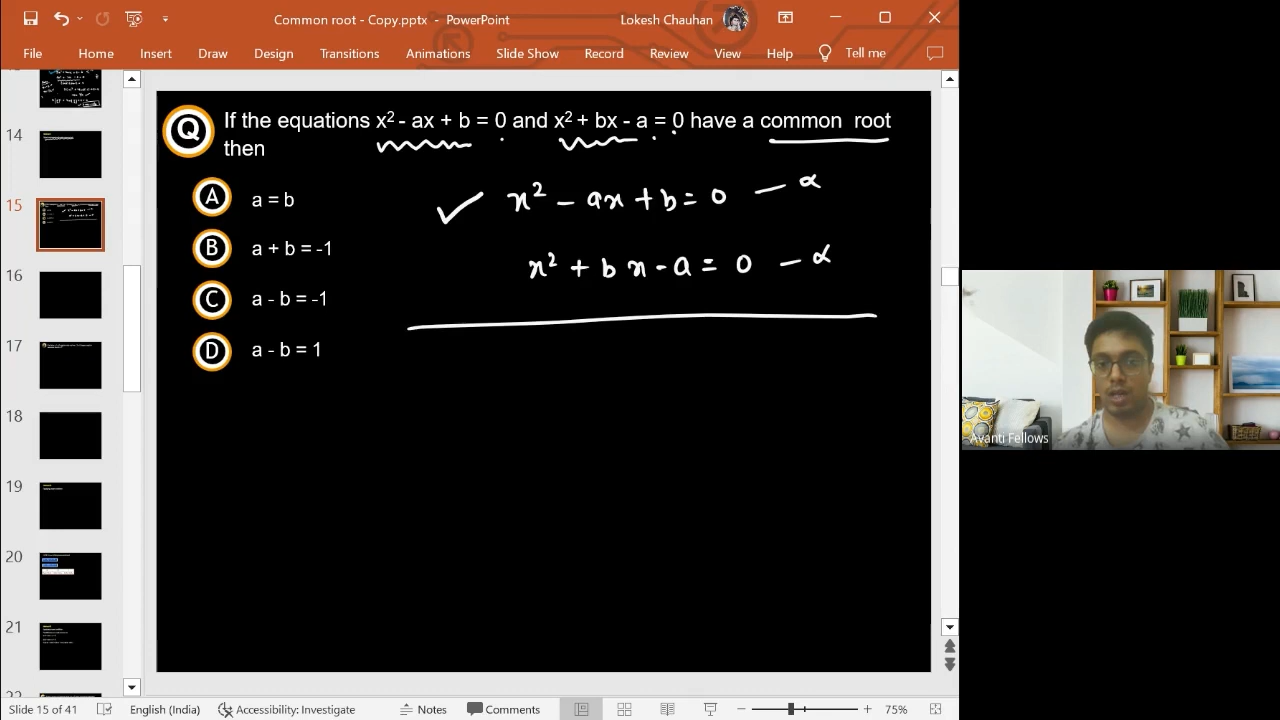 Common root - Copy.pptx - PowerPoint
Lokesh Chauhan
File Home Insert Draw Design Transitions Animations Slide Show Record Review View Help Tell me
14
15
16
17
18
19
20
21
Q If the equations x² - ax + b = 0 and x² + bx - a = 0 have a common root
then
A a = b
B a + b = -1
C a - b = -1
D a - b = 1
x² - ax + b = 0 - α
x² + bx - a = 0 - α
Avanti Fellows
Slide 15 of 41 English (India) Accessibility: Investigate Notes Comments 75%